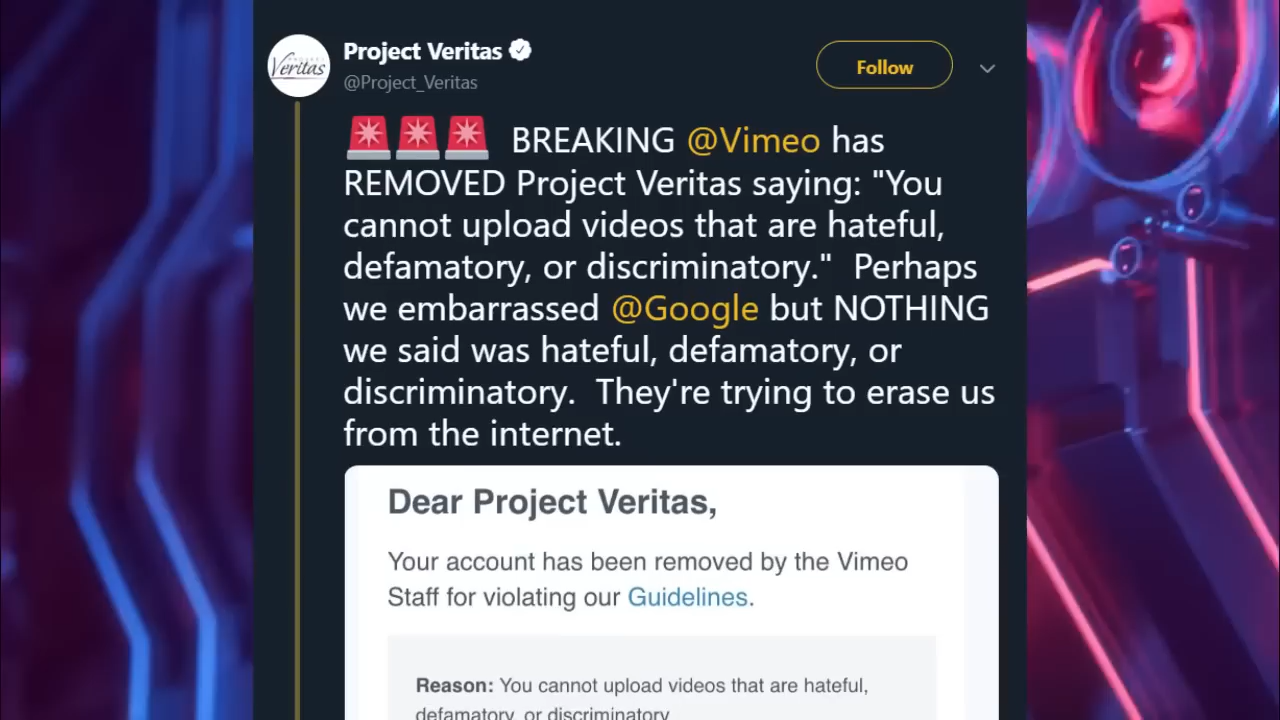 Project Veritas
Veritas
@Project_Veritas
Follow
🚨🚨🚨 BREAKING @Vimeo has
REMOVED Project Veritas saying: "You
cannot upload videos that are hateful,
defamatory, or discriminatory." Perhaps
we embarrassed @Google but NOTHING
we said was hateful, defamatory, or
discriminatory. They're trying to erase us
from the internet.
Dear Project Veritas,
Your account has been removed by the Vimeo
Staff for violating our Guidelines.
Reason: You cannot upload videos that are hateful,
defamatory, or discriminatory